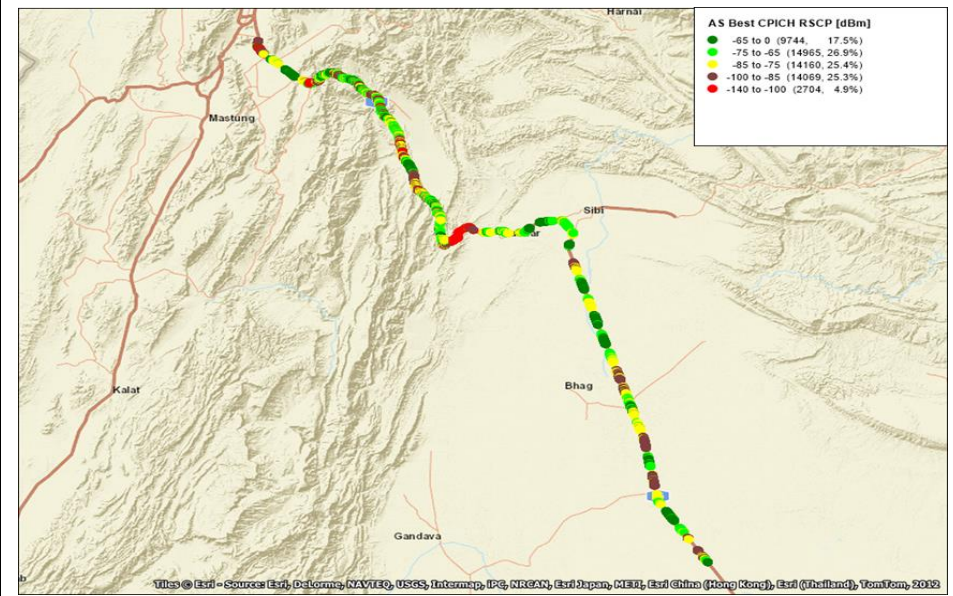 Harnai
AS Best CPICH RSCP [dBm]
-65 to 0 (9744, 17.5%)
-75 to -65 (14965, 26.9%)
-85 to -75 (14160, 25.4%)
-100 to -85 (14069, 25.3%)
-140 to -100 (2704, 4.9%)
Mastung
Sibi
Bhag
Kalat
Gandava
Tiles © Esri - Source: Esri, DeLorme, NAVTEQ, USGS, Intermap, iPC, NRCAN, Esri Japan, METI, Esri China (Hong Kong), Esri (Thailand), TomTom, 2012